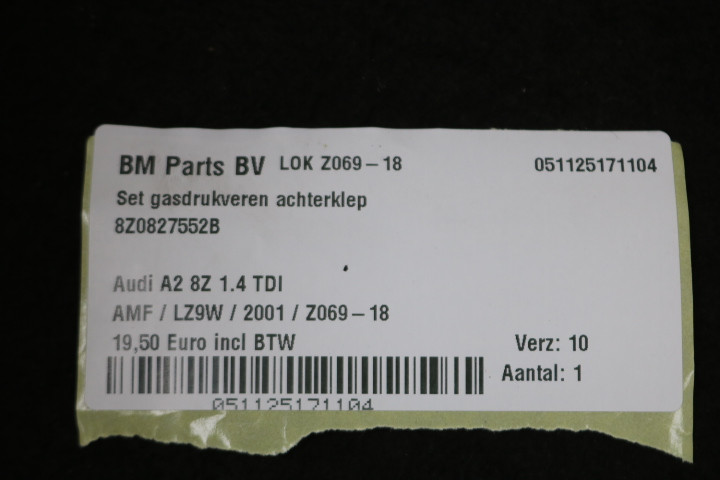 BM Parts BV LOK Z069-18 051125171104
Set gasdrukveren achterklep
8Z0827552B
Audi A2 8Z 1.4 TDI
AMF / LZ9W / 2001 / Z069-18
19,50 Euro incl BTW Verz: 10
Aantal: 1
051125171104